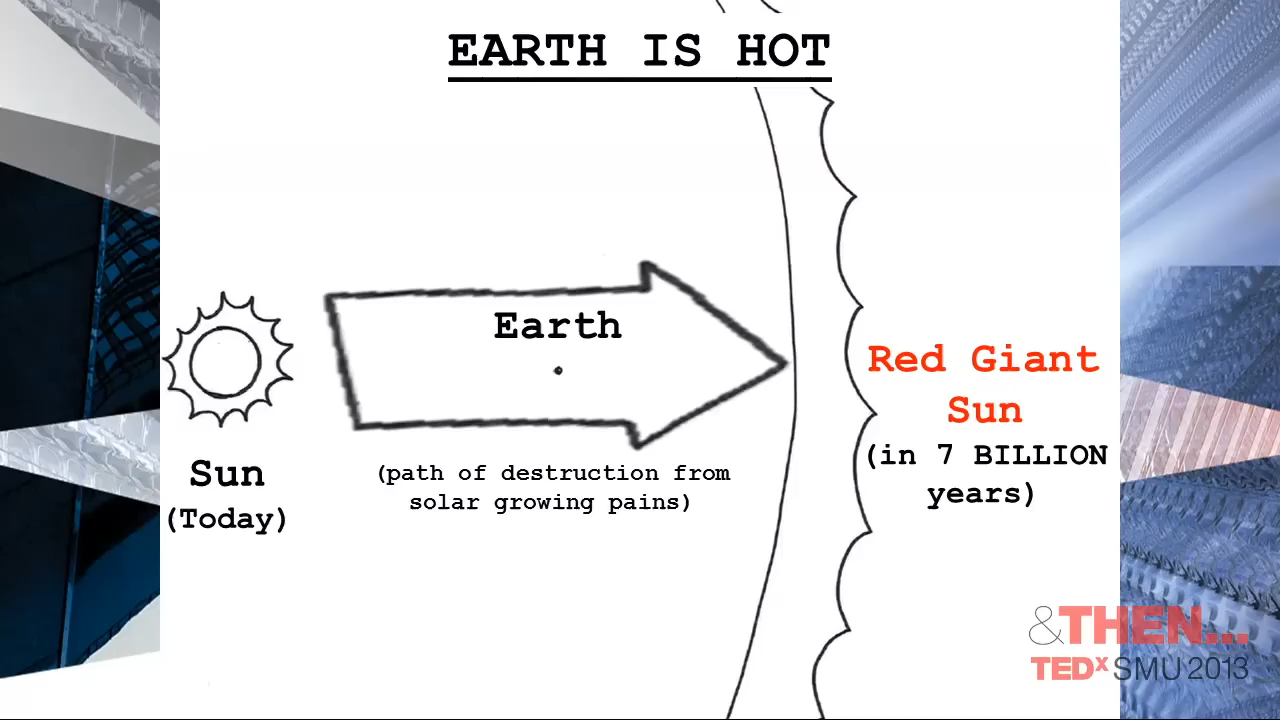 EARTH IS HOT
Earth
Red Giant
Sun
(in 7 BILLION
years)
Sun
(Today)
(path of destruction from
solar growing pains)
&THEN...
TEDx SMU 2013